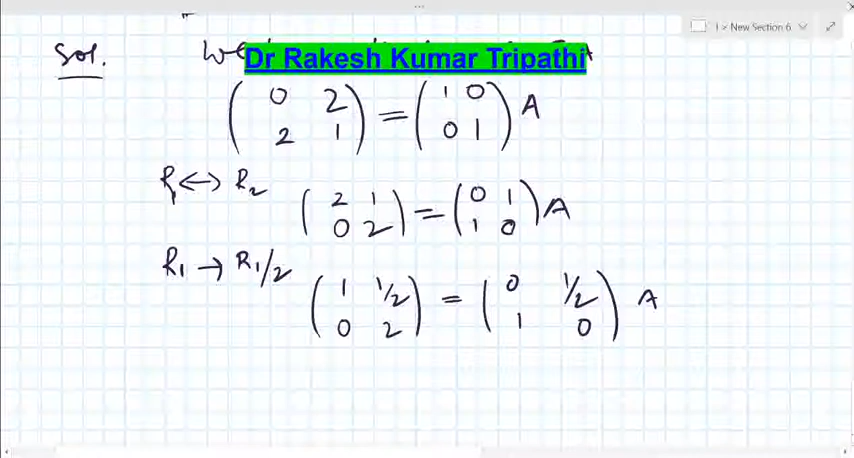 1 > New Section 6
Sol. We Dr Rakesh Kumar Tripathi A
( 0 2
2 1 ) = ( 1 0
0 1 ) A
R1 ↔ R2
( 2 1
0 2 ) = ( 0 1
1 0 ) A
R1 → R1/2
( 1 1/2
0 2 ) = ( 0 1/2
1 0 ) A